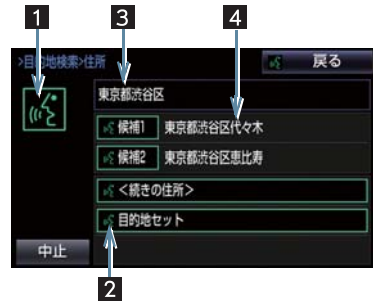 1 3 4
>目的地検索>住所 戻る
東京都渋谷区
候補1 東京都渋谷区代々木
候補2 東京都渋谷区恵比寿
<続きの住所>
目的地セット
中止
2